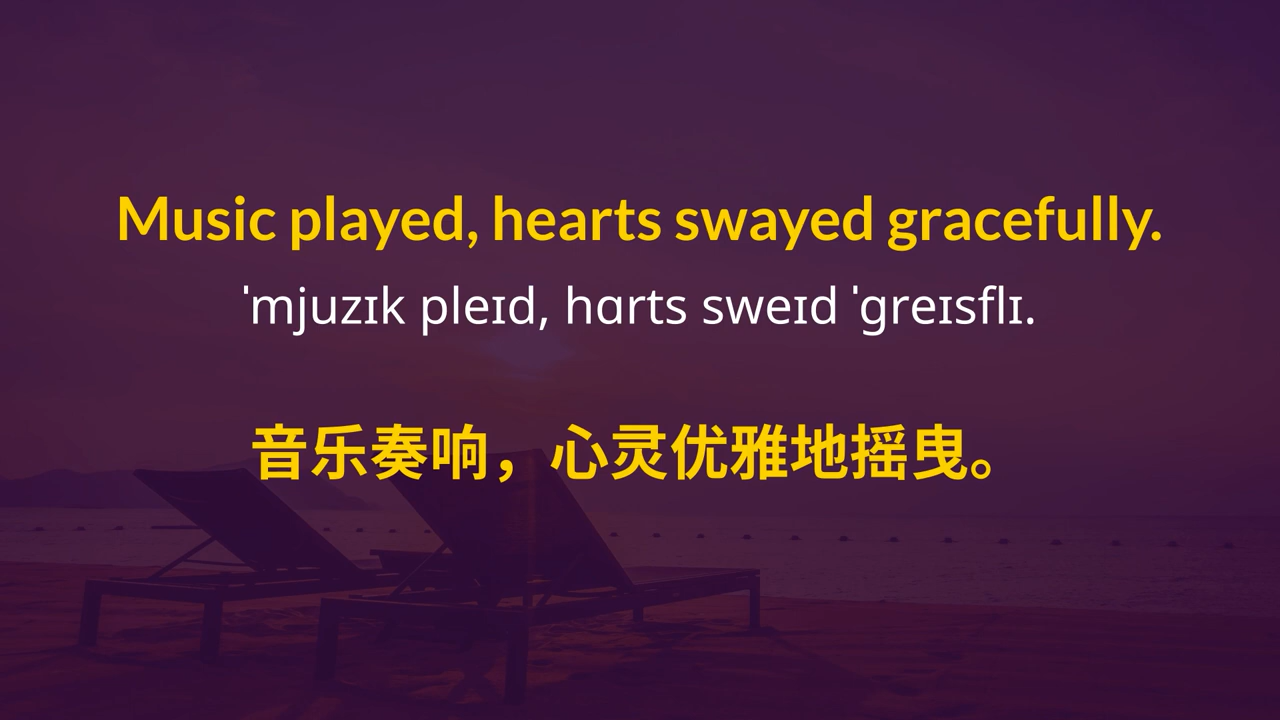 Music played, hearts swayed gracefully.
ˈmjuzɪk pleɪd, hɑrts sweɪd ˈgreɪsflɪ.
音乐奏响，心灵优雅地摇曳。